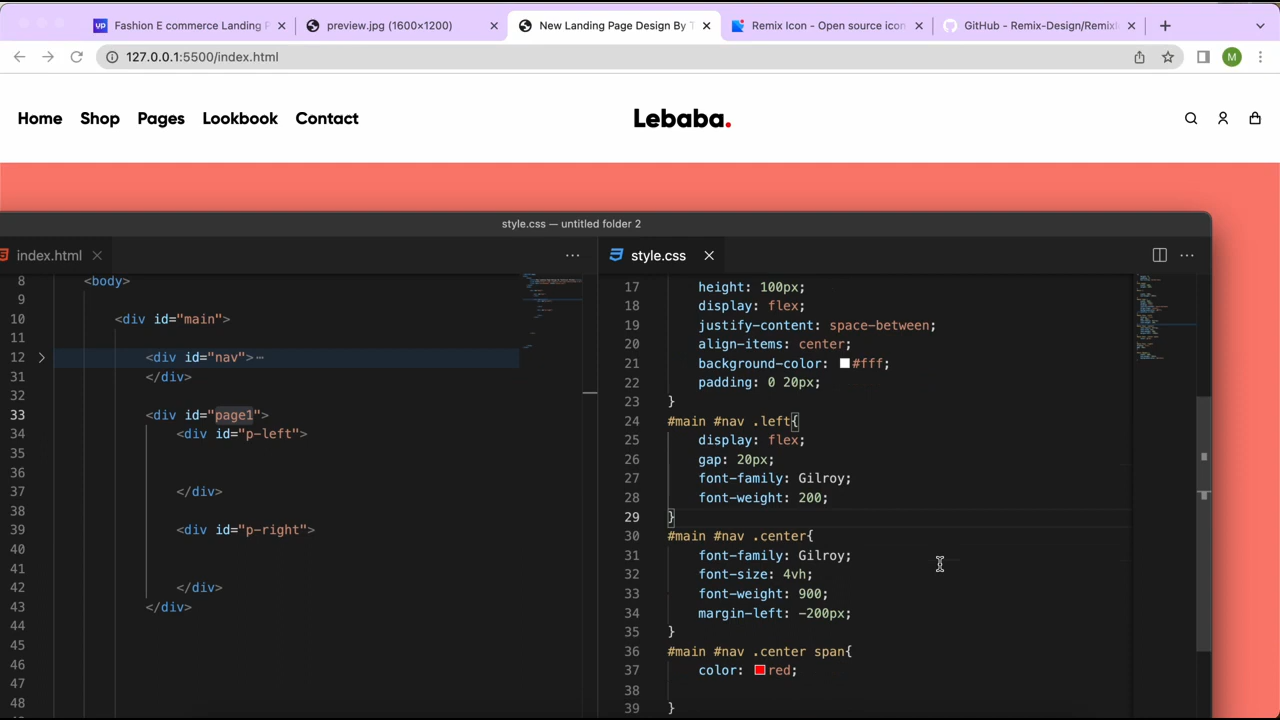 Fashion E commerce Landing P
preview.jpg (1600×1200)
New Landing Page Design By T
Remix Icon - Open source icon
GitHub - Remix-Design/RemixIc
127.0.0.1:5500/index.html
M
Home Shop Pages Lookbook Contact
Lebaba.
style.css — untitled folder 2
index.html
8 <body>
9
10 <div id="main">
11
12 <div id="nav">⋯
31 </div>
32
33 <div id="page1">
34 <div id="p-left">
35
36
37 </div>
38
39 <div id="p-right">
40
41
42 </div>
43 </div>
44
45
46
47
48
style.css
17 height: 100px;
18 display: flex;
19 justify-content: space-between;
20 align-items: center;
21 background-color: #fff;
22 padding: 0 20px;
23 }
24 #main #nav .left{
25 display: flex;
26 gap: 20px;
27 font-family: Gilroy;
28 font-weight: 200;
29 }
30 #main #nav .center{
31 font-family: Gilroy;
32 font-size: 4vh;
33 font-weight: 900;
34 margin-left: -200px;
35 }
36 #main #nav .center span{
37 color: red;
38
39 }